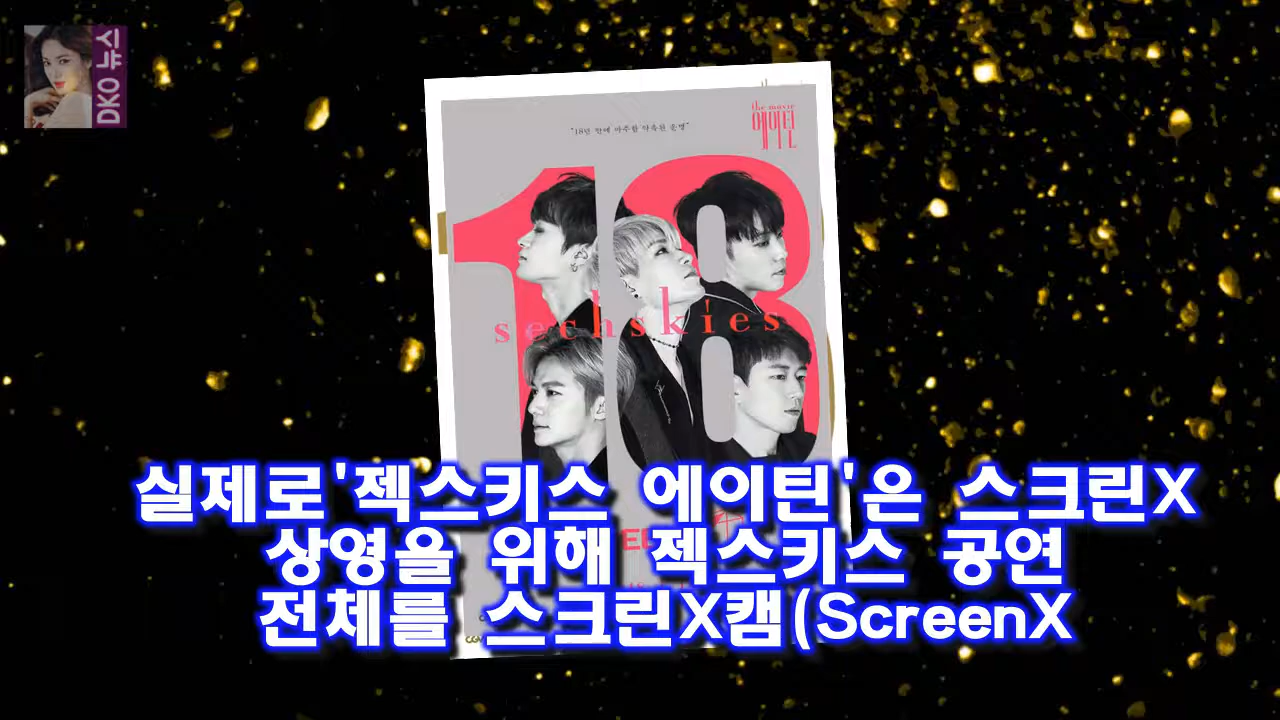 DKO 뉴스
the movie
에이틴
"18년 만에 마주한 약속된 운명"
18
sechskies
실제로'젝스키스 에이틴'은 스크린X
상영을 위해 젝스키스 공연
전체를 스크린X캠(ScreenX